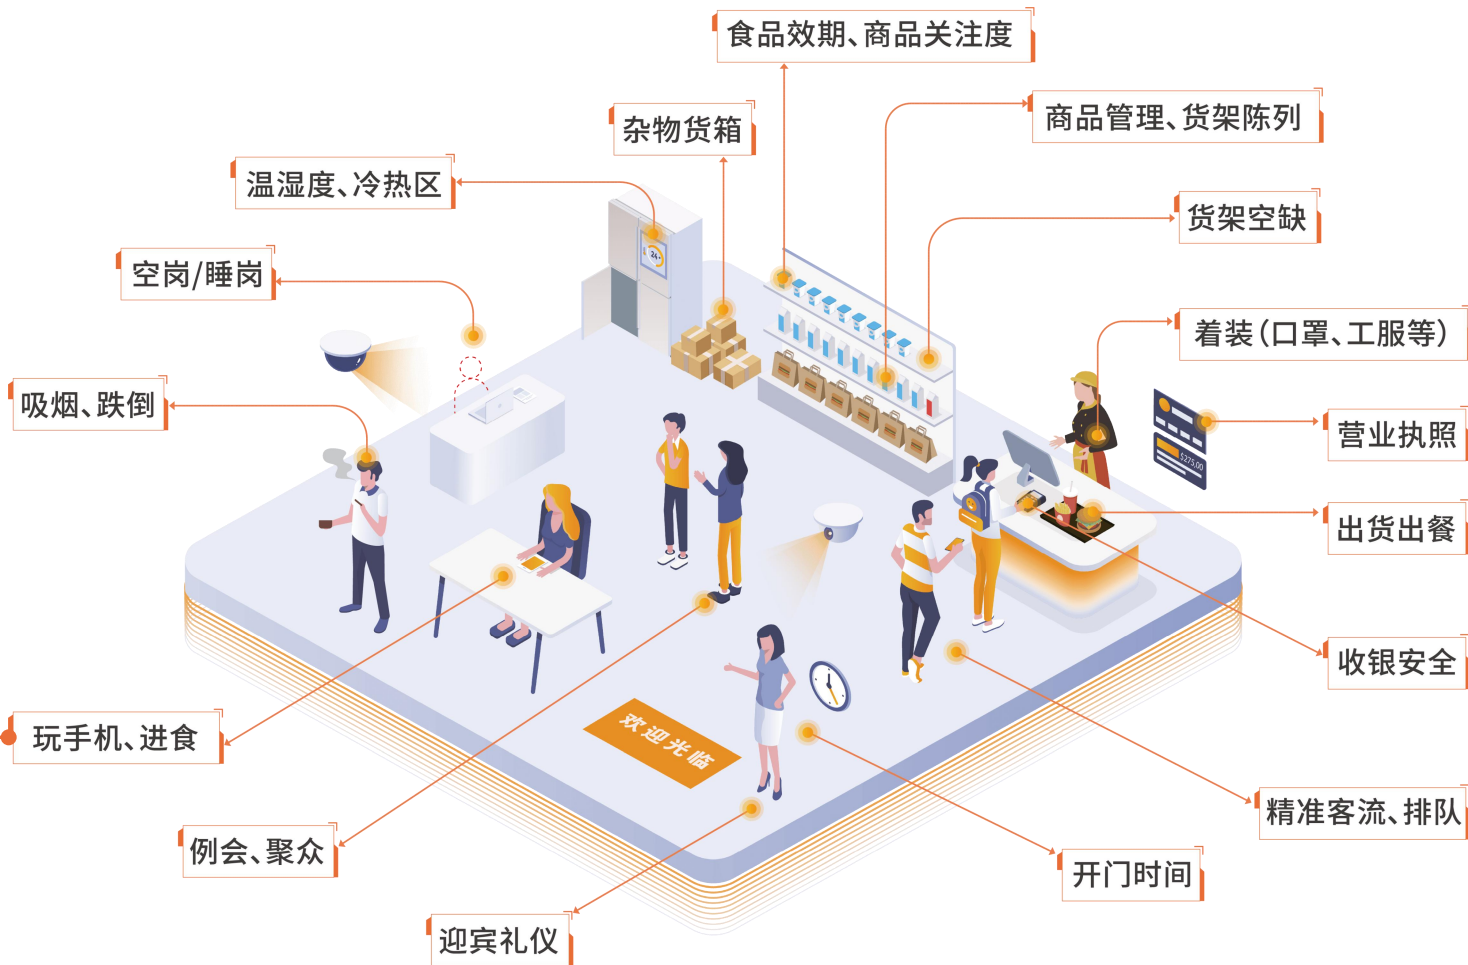 食品效期、商品关注度
商品管理、货架陈列
杂物货箱
温湿度、冷热区
货架空缺
空岗/睡岗
24
着装(口罩、工服等)
吸烟、跌倒
营业执照
$275,00
出货出餐
收银安全
玩手机、进食
欢迎光临
精准客流、排队
例会、聚众
开门时间
迎宾礼仪